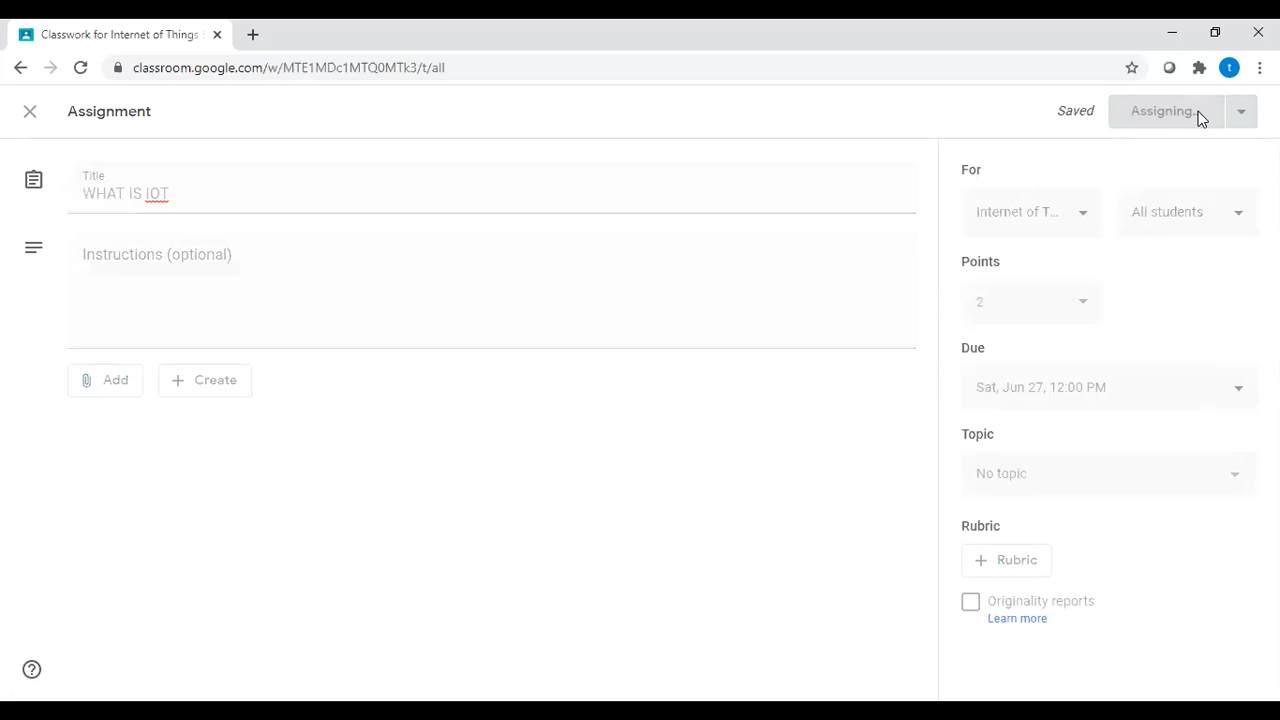 Classwork for Internet of Things
classroom.google.com/w/MTE1MDc1MTQ0MTk3/t/all
t
Assignment
Saved
Assigning...
Title
WHAT IS IOT
Instructions (optional)
Add
Create
For
Internet of T...
All students
Points
2
Due
Sat, Jun 27, 12:00 PM
Topic
No topic
Rubric
Rubric
Originality reports
Learn more